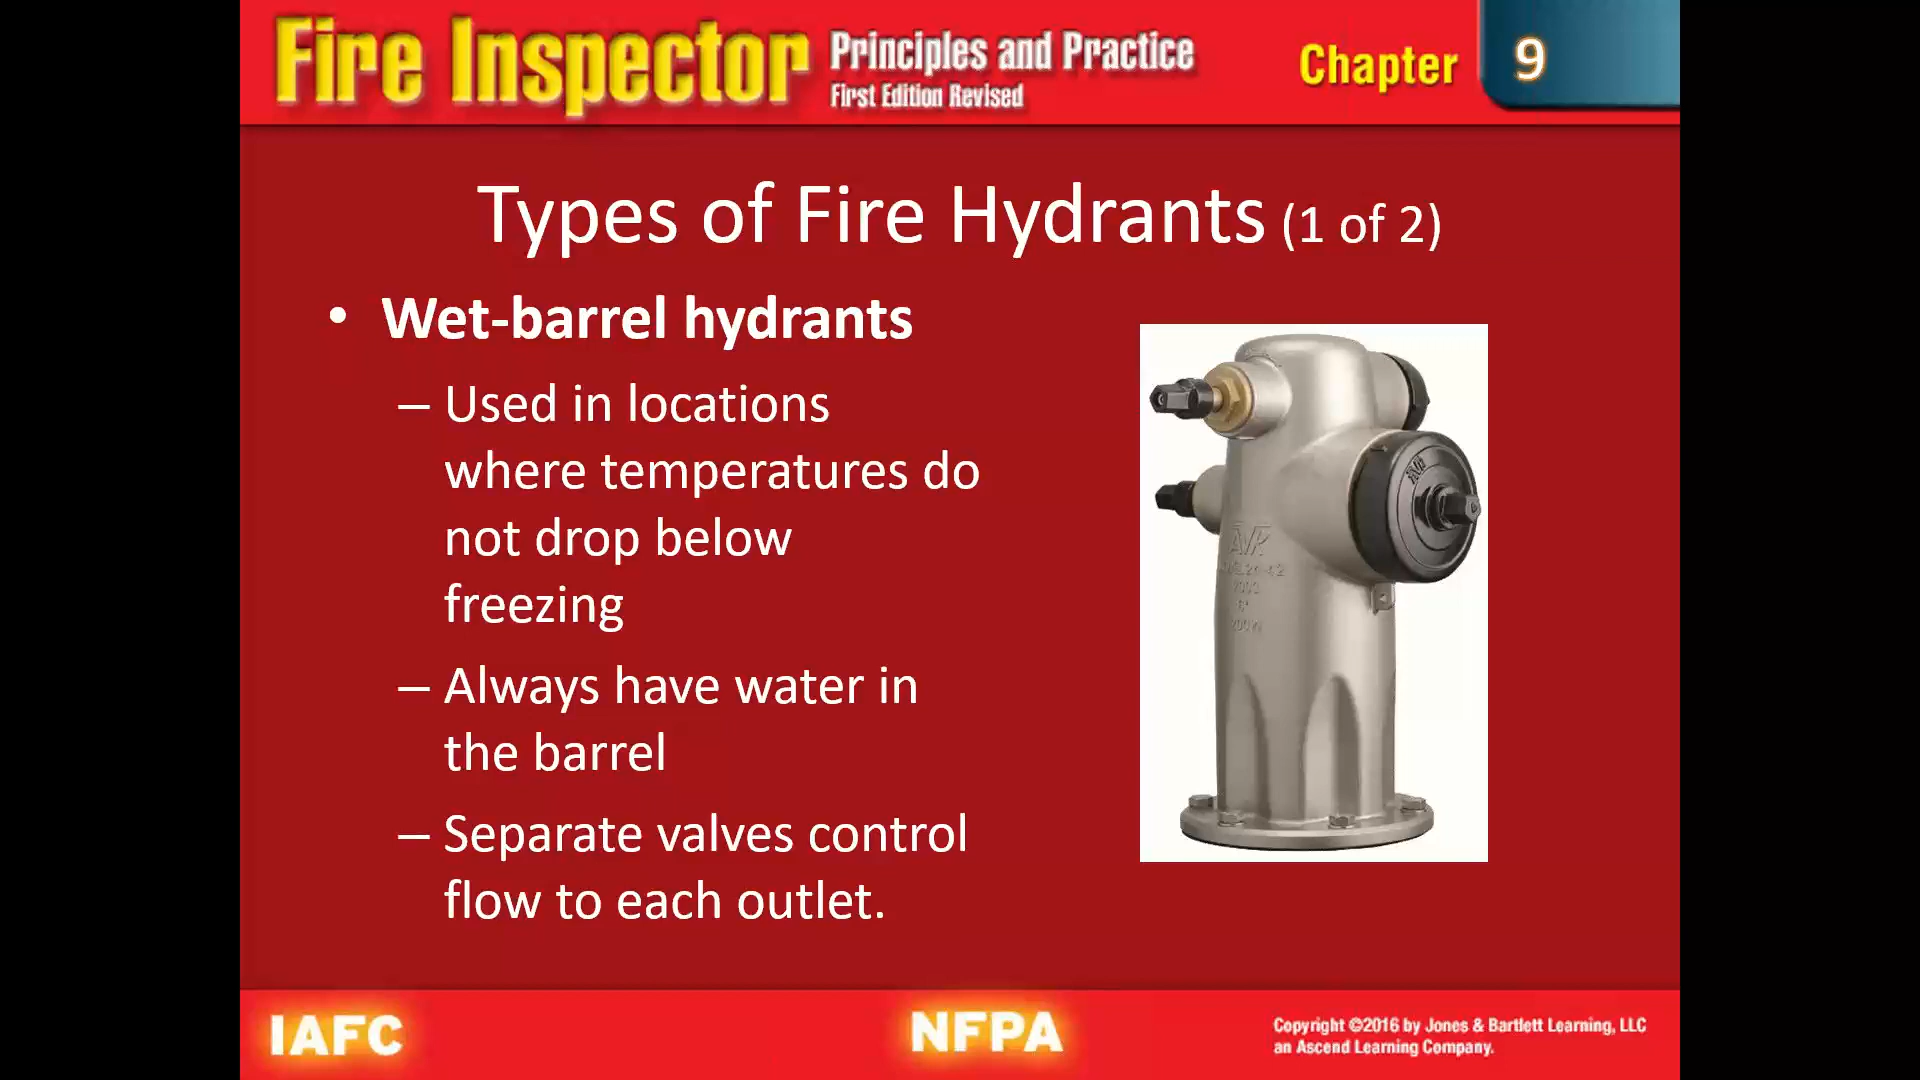 Fire Inspector Principles and Practice
First Edition Revised
Chapter 9
Types of Fire Hydrants (1 of 2)
• Wet-barrel hydrants
– Used in locations
where temperatures do
not drop below
freezing
– Always have water in
the barrel
– Separate valves control
flow to each outlet.
AVK
IAFC
NFPA
Copyright ©2016 by Jones & Bartlett Learning, LLC
an Ascend Learning Company.